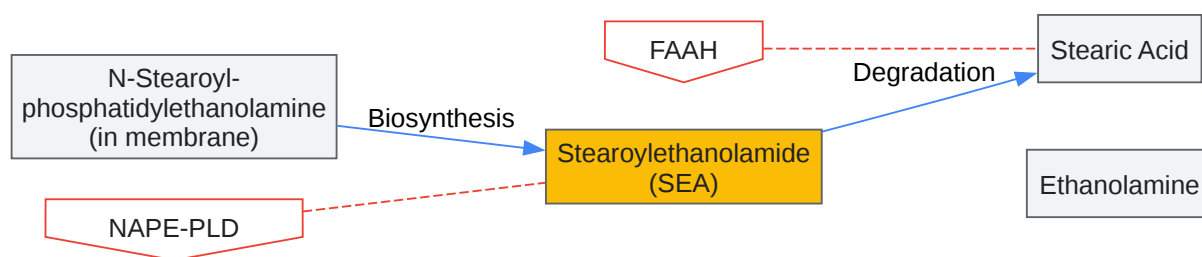 FAAH
Stearic Acid
Degradation
N-Stearoyl-
phosphatidylethanolamine
(in membrane)
Biosynthesis
Stearoylethanolamide
(SEA)
Ethanolamine
NAPE-PLD